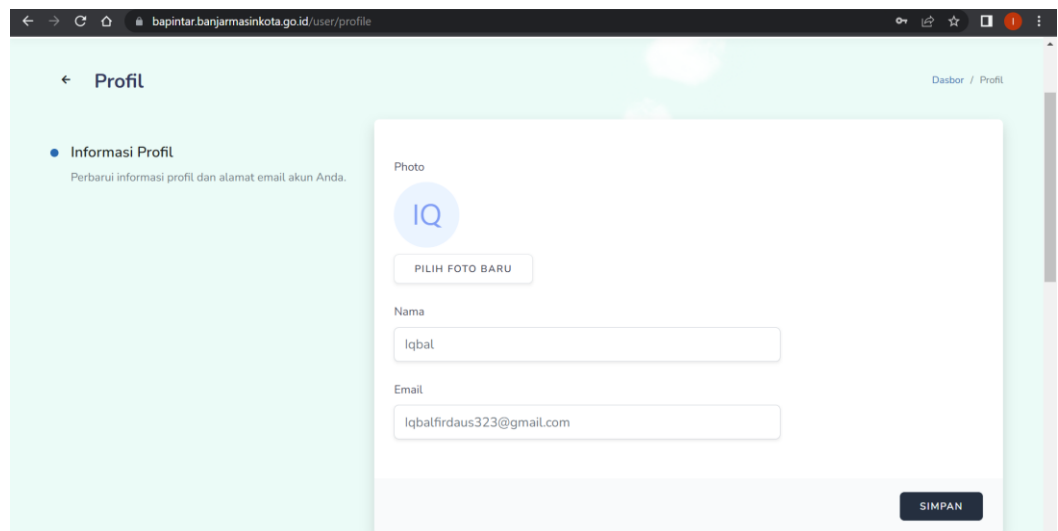 bapintar.banjarmasinkota.go.id/user/profile
I
Profil
Dasbor / Profil
Informasi Profil
Perbarui informasi profil dan alamat email akun Anda.
Photo
IQ
PILIH FOTO BARU
Nama
Iqbal
Email
Iqbalfirdaus323@gmail.com
SIMPAN